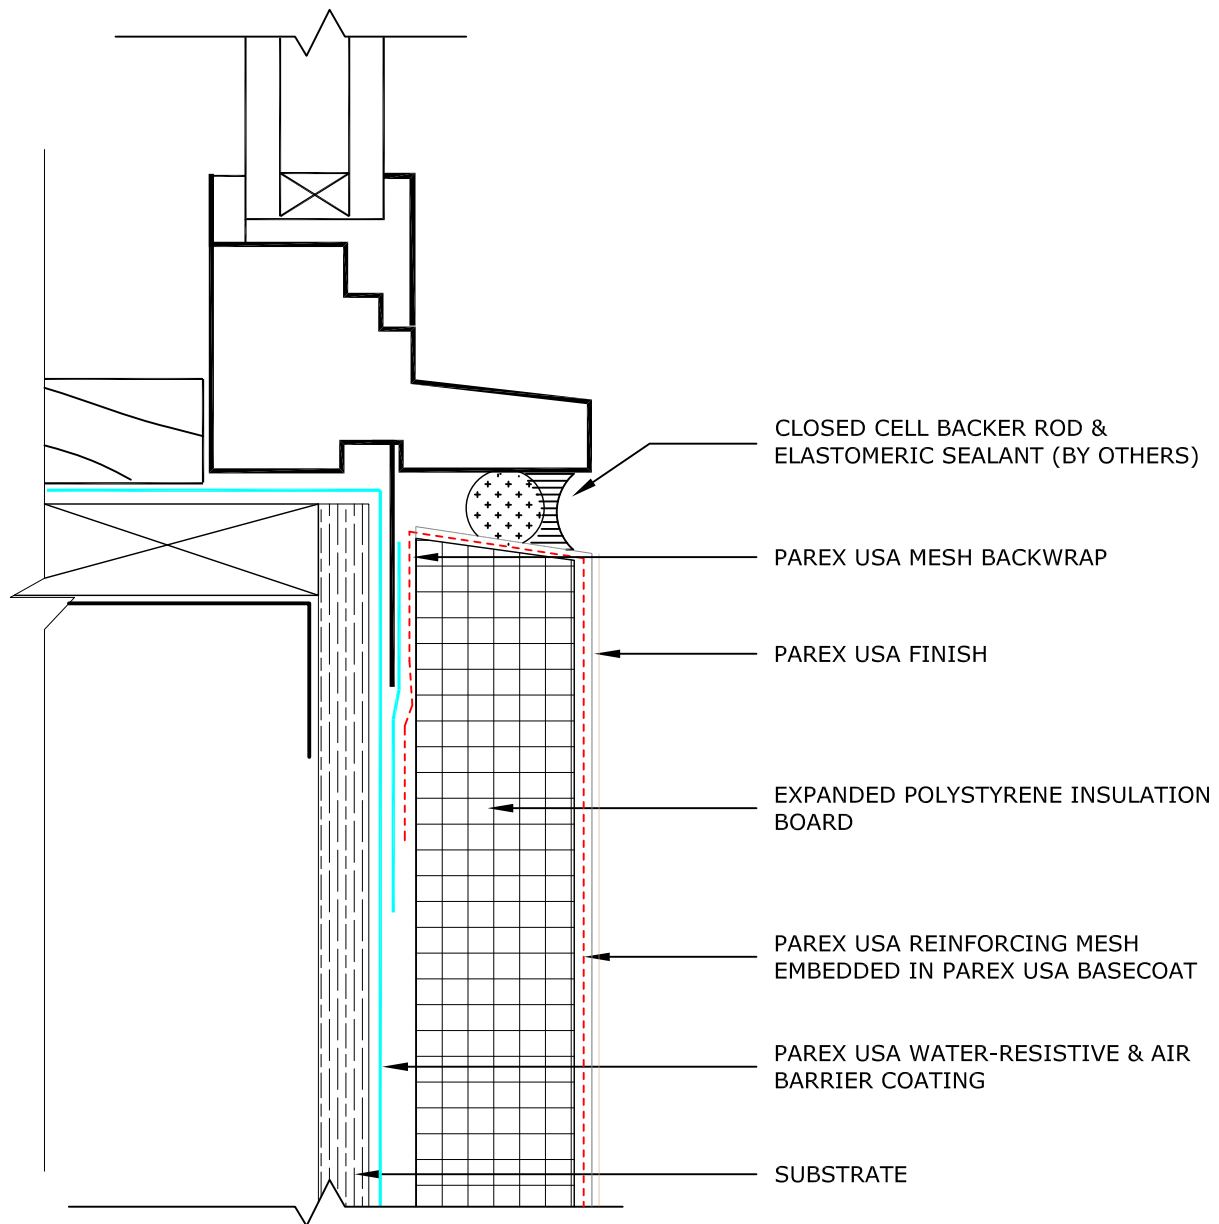 CLOSED CELL BACKER ROD &
ELASTOMERIC SEALANT (BY OTHERS)
PAREX USA MESH BACKWRAP
PAREX USA FINISH
EXPANDED POLYSTYRENE INSULATION
BOARD
PAREX USA REINFORCING MESH
EMBEDDED IN PAREX USA BASECOAT
PAREX USA WATER-RESISTIVE & AIR
BARRIER COATING
SUBSTRATE